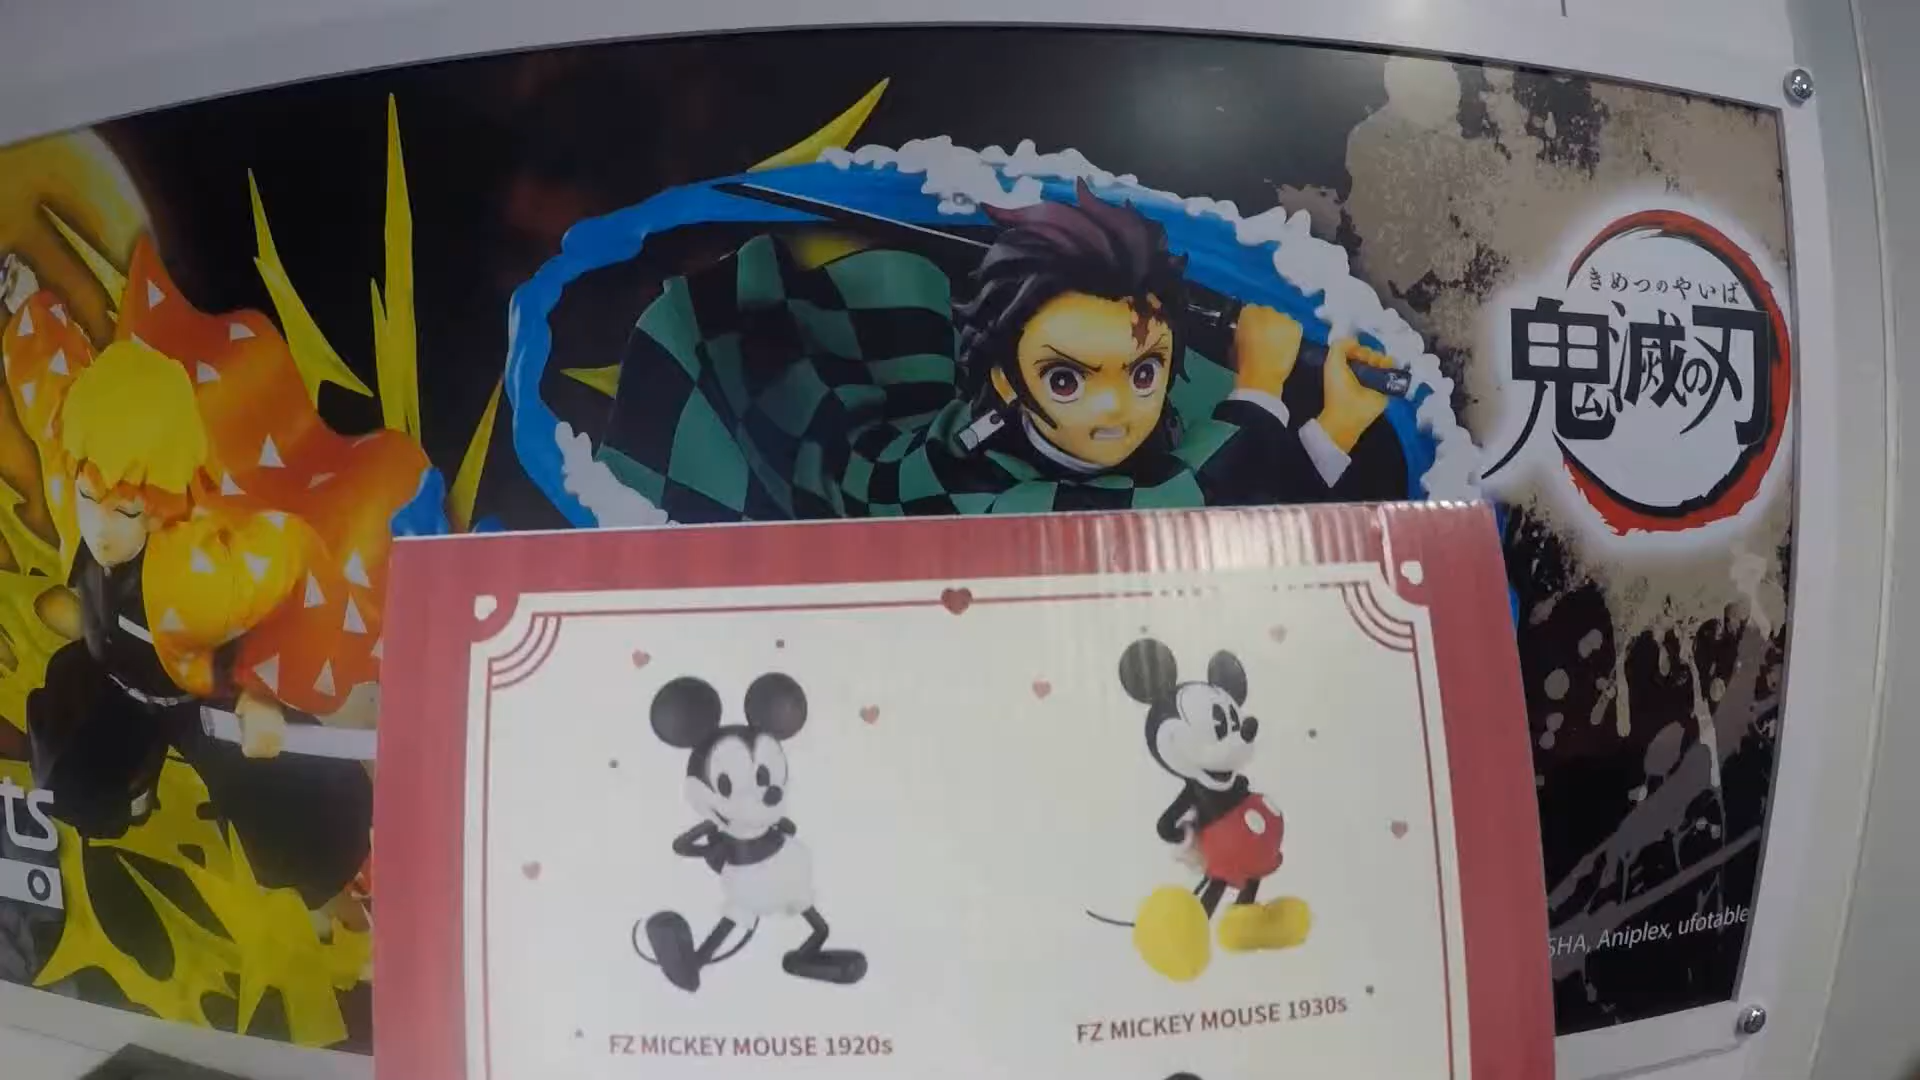 きめつのやいば
鬼滅の刃
ts
SHA, Aniplex, ufotable
FZ MICKEY MOUSE 1920s
FZ MICKEY MOUSE 1930s